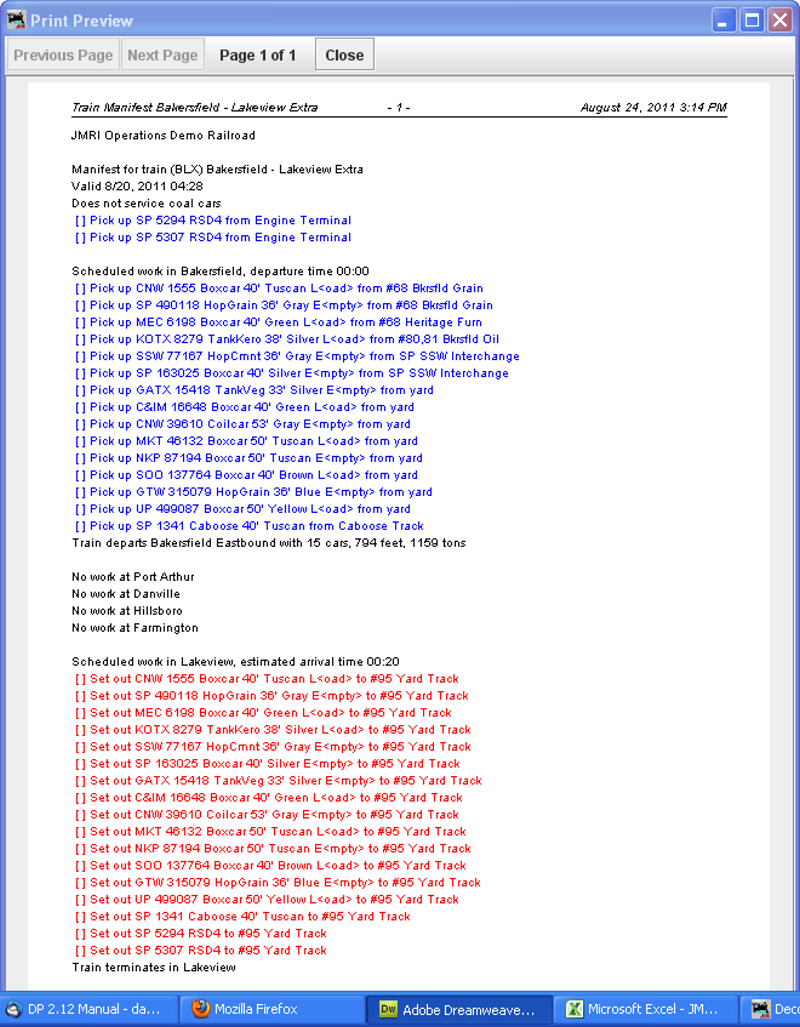 Print Preview
Previous Page Next Page Page 1 of 1 Close
Train Manifest Bakersfield - Lakeview Extra - 1 - August 24, 2011 3:14 PM
JMRI Operations Demo Railroad
Manifest for train (BLX) Bakersfield - Lakeview Extra
Valid 8/20, 2011 04:28
Does not service coal cars
[ ] Pick up SP 5294 RSD4 from Engine Terminal
[ ] Pick up SP 5307 RSD4 from Engine Terminal
Scheduled work in Bakersfield, departure time 00:00
[ ] Pick up CNW 1555 Boxcar 40' Tuscan L<oad> from #68 Bkrsfld Grain
[ ] Pick up SP 490118 HopGrain 36' Gray E<mpty> from #68 Bkrsfld Grain
[ ] Pick up MEC 6198 Boxcar 40' Green L<oad> from #68 Heritage Furn
[ ] Pick up KOTX 8279 TankKero 38' Silver L<oad> from #80,81 Bkrsfld Oil
[ ] Pick up SSW 77167 HopCmnt 36' Gray E<mpty> from SP SSW Interchange
[ ] Pick up SP 163025 Boxcar 40' Silver E<mpty> from SP SSW Interchange
[ ] Pick up GATX 15418 TankVeg 33' Silver E<mpty> from yard
[ ] Pick up C&IM 16648 Boxcar 40' Green L<oad> from yard
[ ] Pick up CNW 39610 Coilcar 53' Gray E<mpty> from yard
[ ] Pick up MKT 46132 Boxcar 50' Tuscan L<oad> from yard
[ ] Pick up NKP 87194 Boxcar 50' Tuscan E<mpty> from yard
[ ] Pick up SOO 137764 Boxcar 40' Brown L<oad> from yard
[ ] Pick up GTW 315079 HopGrain 36' Blue E<mpty> from yard
[ ] Pick up UP 499087 Boxcar 50' Yellow L<oad> from yard
[ ] Pick up SP 1341 Caboose 40' Tuscan from Caboose Track
Train departs Bakersfield Eastbound with 15 cars, 794 feet, 1159 tons
No work at Port Arthur
No work at Danville
No work at Hillsboro
No work at Farmington
Scheduled work in Lakeview, estimated arrival time 00:20
[ ] Set out CNW 1555 Boxcar 40' Tuscan L<oad> to #95 Yard Track
[ ] Set out SP 490118 HopGrain 36' Gray E<mpty> to #95 Yard Track
[ ] Set out MEC 6198 Boxcar 40' Green L<oad> to #95 Yard Track
[ ] Set out KOTX 8279 TankKero 38' Silver L<oad> to #95 Yard Track
[ ] Set out SSW 77167 HopCmnt 36' Gray E<mpty> to #95 Yard Track
[ ] Set out SP 163025 Boxcar 40' Silver E<mpty> to #95 Yard Track
[ ] Set out GATX 15418 TankVeg 33' Silver E<mpty> to #95 Yard Track
[ ] Set out C&IM 16648 Boxcar 40' Green L<oad> to #95 Yard Track
[ ] Set out CNW 39610 Coilcar 53' Gray E<mpty> to #95 Yard Track
[ ] Set out MKT 46132 Boxcar 50' Tuscan L<oad> to #95 Yard Track
[ ] Set out NKP 87194 Boxcar 50' Tuscan E<mpty> to #95 Yard Track
[ ] Set out SOO 137764 Boxcar 40' Brown L<oad> to #95 Yard Track
[ ] Set out GTW 315079 HopGrain 36' Blue E<mpty> to #95 Yard Track
[ ] Set out UP 499087 Boxcar 50' Yellow L<oad> to #95 Yard Track
[ ] Set out SP 1341 Caboose 40' Tuscan to #95 Yard Track
[ ] Set out SP 5294 RSD4 to #95 Yard Track
[ ] Set out SP 5307 RSD4 to #95 Yard Track
Train terminates in Lakeview
DP 2.12 Manual - da... Mozilla Firefox Dw Adobe Dreamweave... Microsoft Excel - JM... Deco